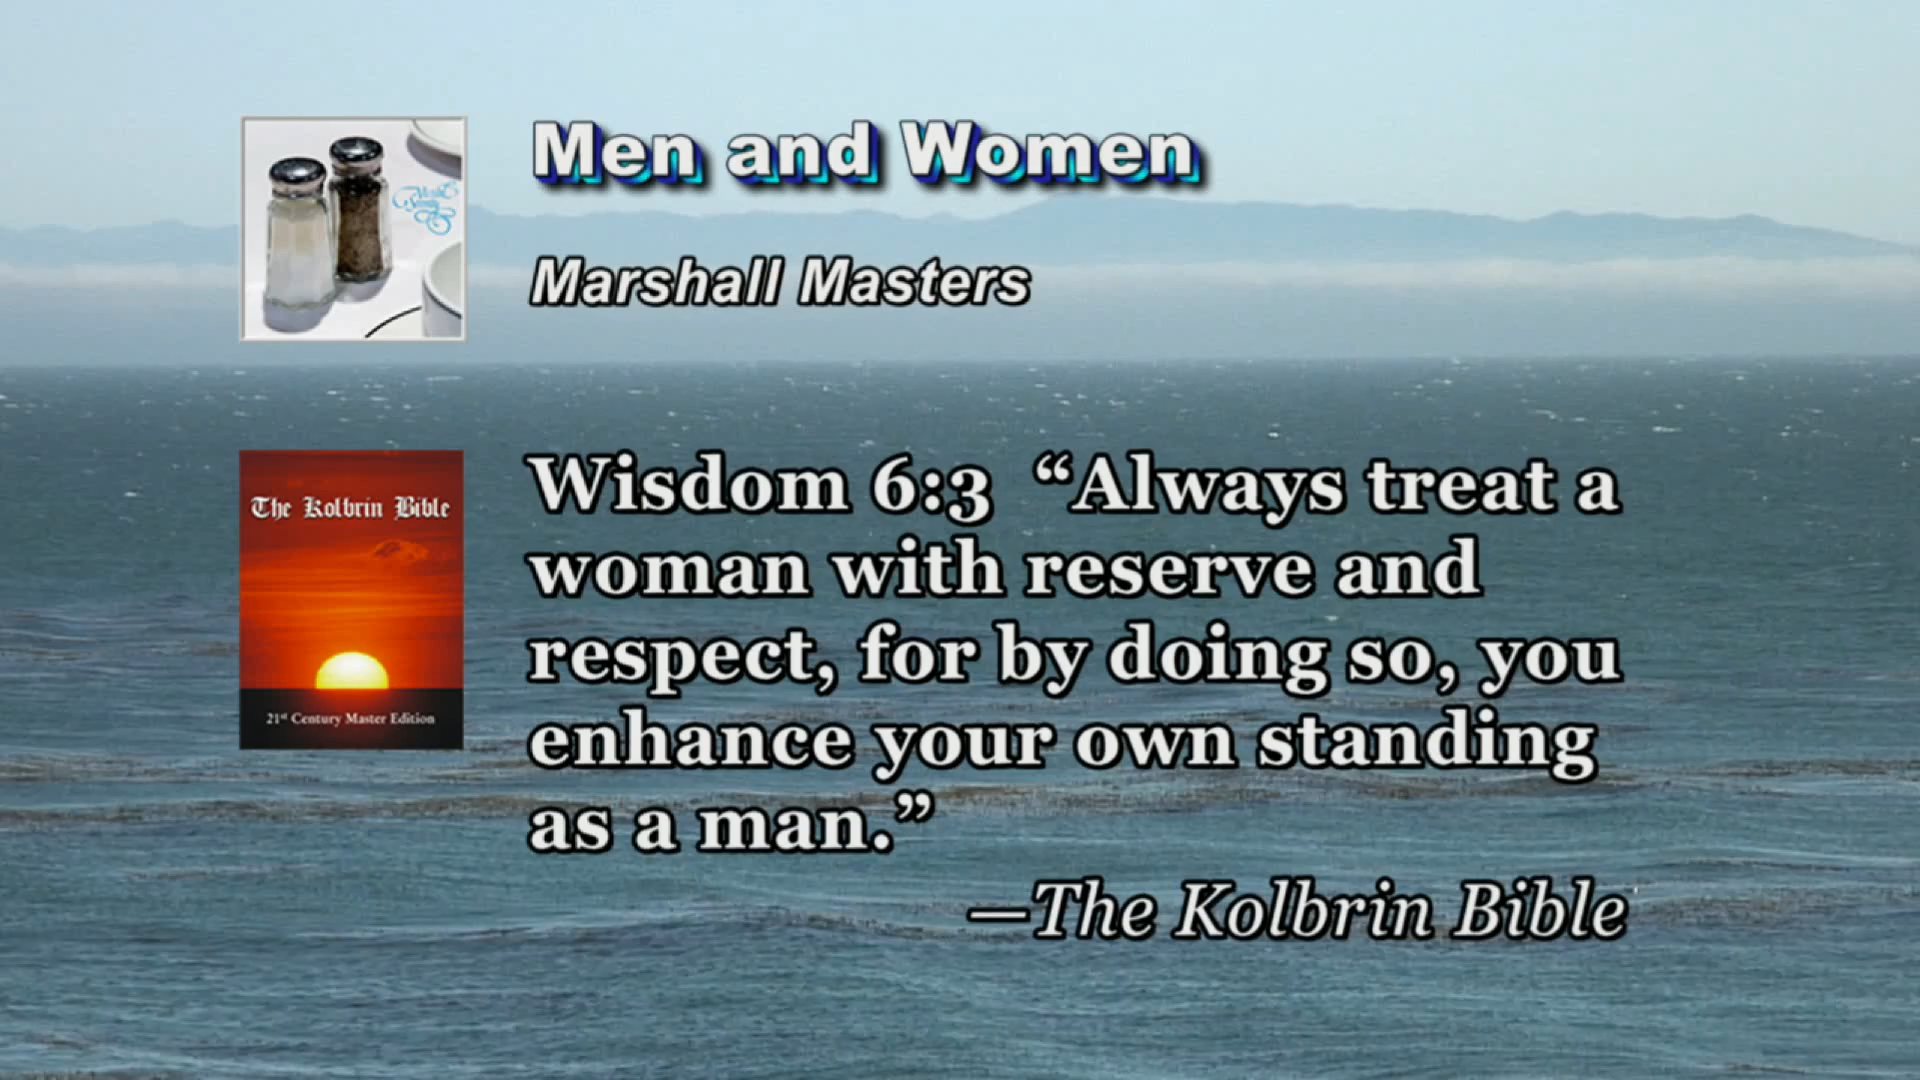 Men and Women
Marshall Masters
The Kolbrin Bible
21st Century Master Edition
Wisdom 6:3 “Always treat a
woman with reserve and
respect, for by doing so, you
enhance your own standing
as a man.”
—The Kolbrin Bible